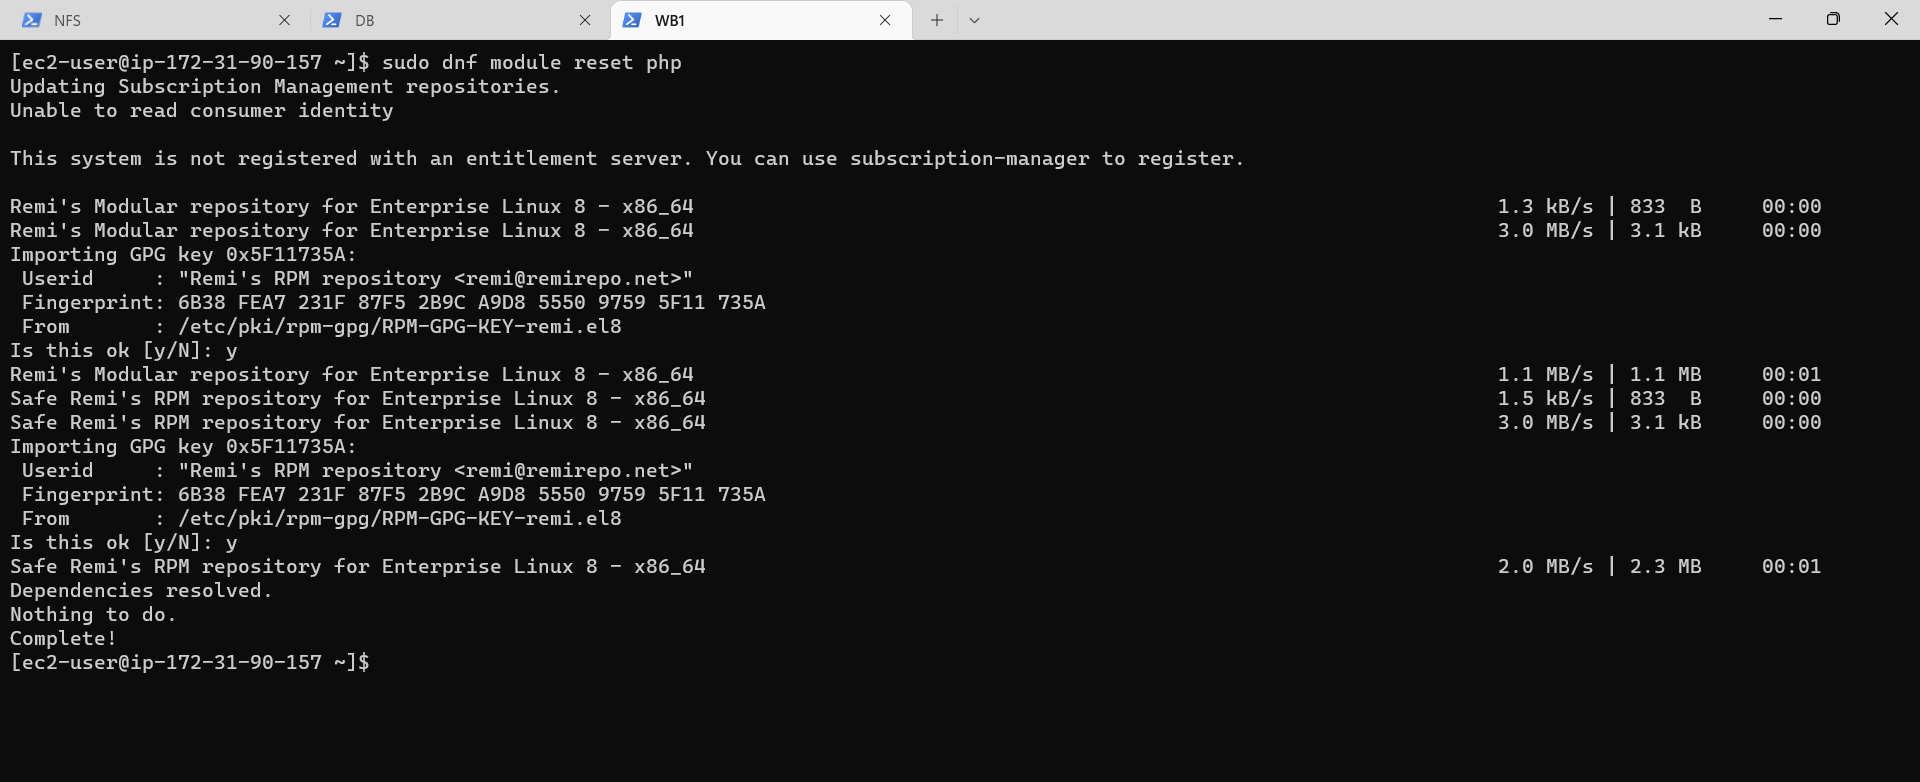 NFS DB WB1
[ec2-user@ip-172-31-90-157 ~]$ sudo dnf module reset php
Updating Subscription Management repositories.
Unable to read consumer identity
This system is not registered with an entitlement server. You can use subscription-manager to register.
Remi's Modular repository for Enterprise Linux 8 - x86_64 1.3 kB/s | 833 B 00:00
Remi's Modular repository for Enterprise Linux 8 - x86_64 3.0 MB/s | 3.1 kB 00:00
Importing GPG key 0x5F11735A:
Userid : "Remi's RPM repository <remi@remirepo.net>"
Fingerprint: 6B38 FEA7 231F 87F5 2B9C A9D8 5550 9759 5F11 735A
From : /etc/pki/rpm-gpg/RPM-GPG-KEY-remi.el8
Is this ok [y/N]: y
Remi's Modular repository for Enterprise Linux 8 - x86_64 1.1 MB/s | 1.1 MB 00:01
Safe Remi's RPM repository for Enterprise Linux 8 - x86_64 1.5 kB/s | 833 B 00:00
Safe Remi's RPM repository for Enterprise Linux 8 - x86_64 3.0 MB/s | 3.1 kB 00:00
Importing GPG key 0x5F11735A:
Userid : "Remi's RPM repository <remi@remirepo.net>"
Fingerprint: 6B38 FEA7 231F 87F5 2B9C A9D8 5550 9759 5F11 735A
From : /etc/pki/rpm-gpg/RPM-GPG-KEY-remi.el8
Is this ok [y/N]: y
Safe Remi's RPM repository for Enterprise Linux 8 - x86_64 2.0 MB/s | 2.3 MB 00:01
Dependencies resolved.
Nothing to do.
Complete!
[ec2-user@ip-172-31-90-157 ~]$